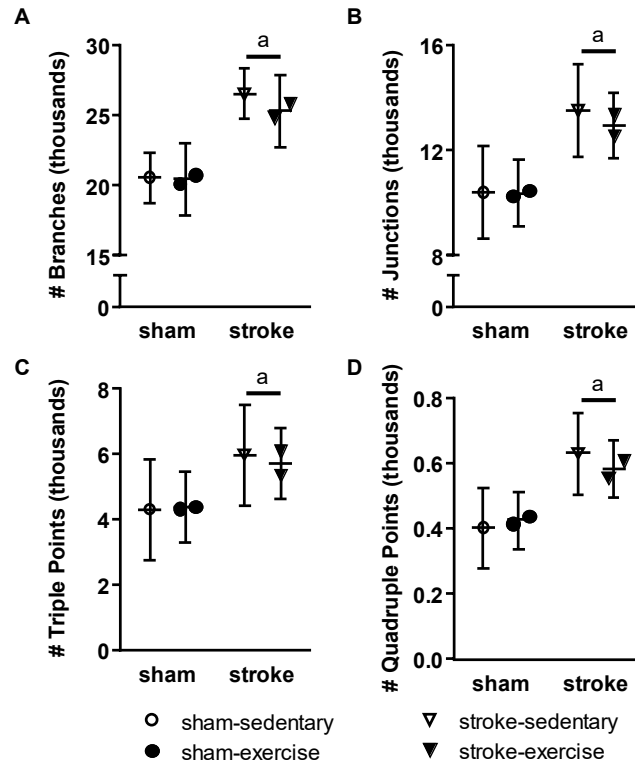 A
# Branches (thousands)
30
25
20
15
0
a
sham
stroke
B
# Junctions (thousands)
16
12
8
0
a
sham
stroke
C
# Triple Points (thousands)
8
6
4
2
0
a
sham
stroke
D
# Quadruple Points (thousands)
0.8
0.6
0.4
0.2
0.0
a
sham
stroke
sham-sedentary
stroke-sedentary
sham-exercise
stroke-exercise